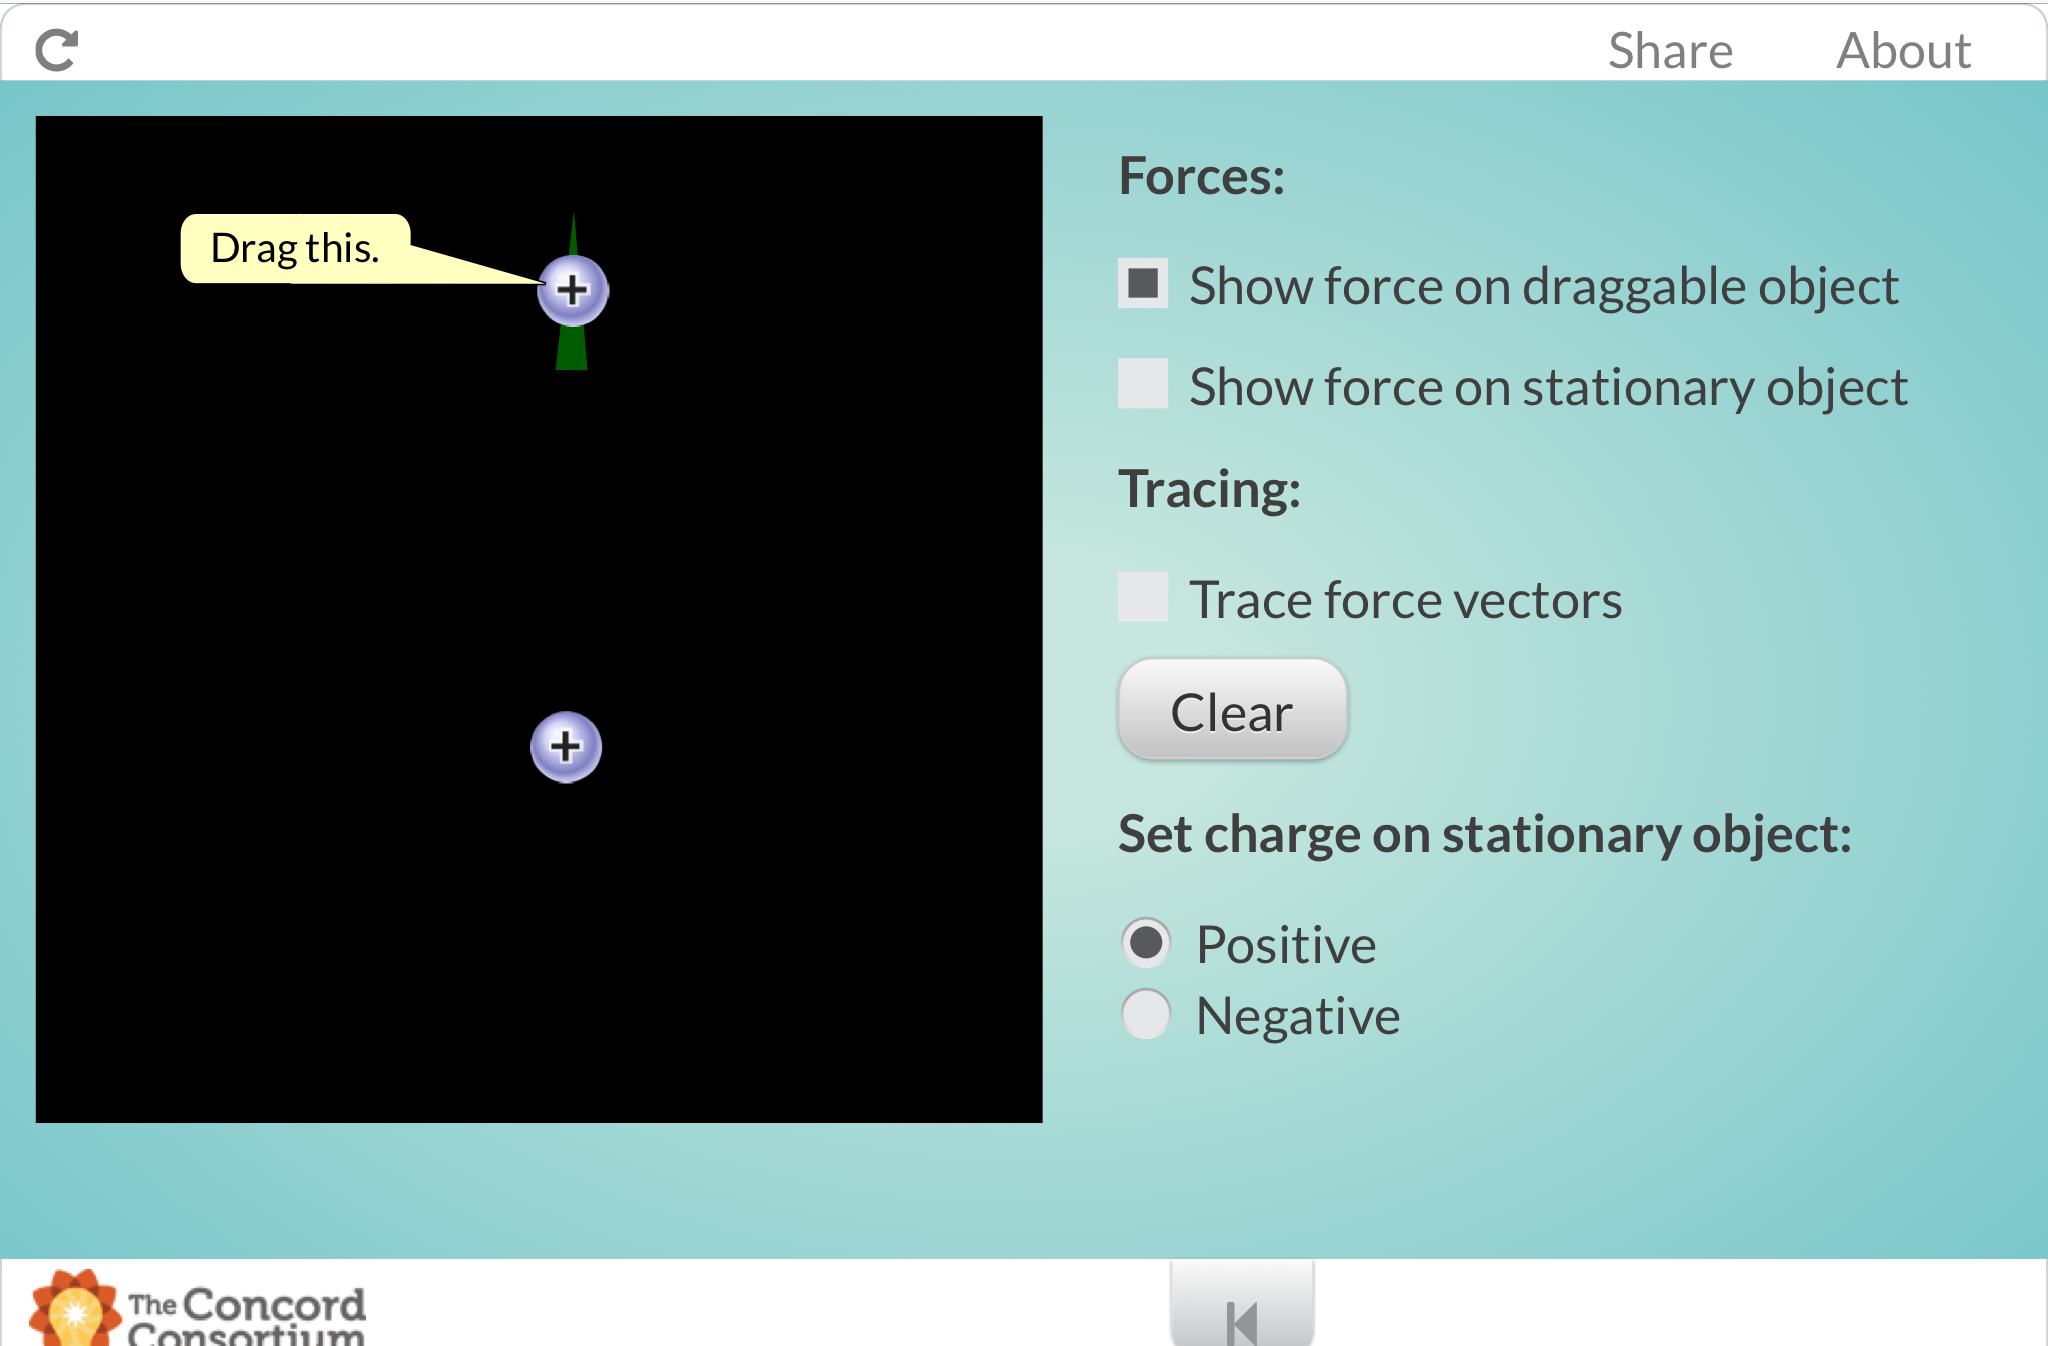 Share About
Drag this.
+
+
Forces:
Show force on draggable object
Show force on stationary object
Tracing:
Trace force vectors
Clear
Set charge on stationary object:
Positive
Negative
The Concord
Consortium